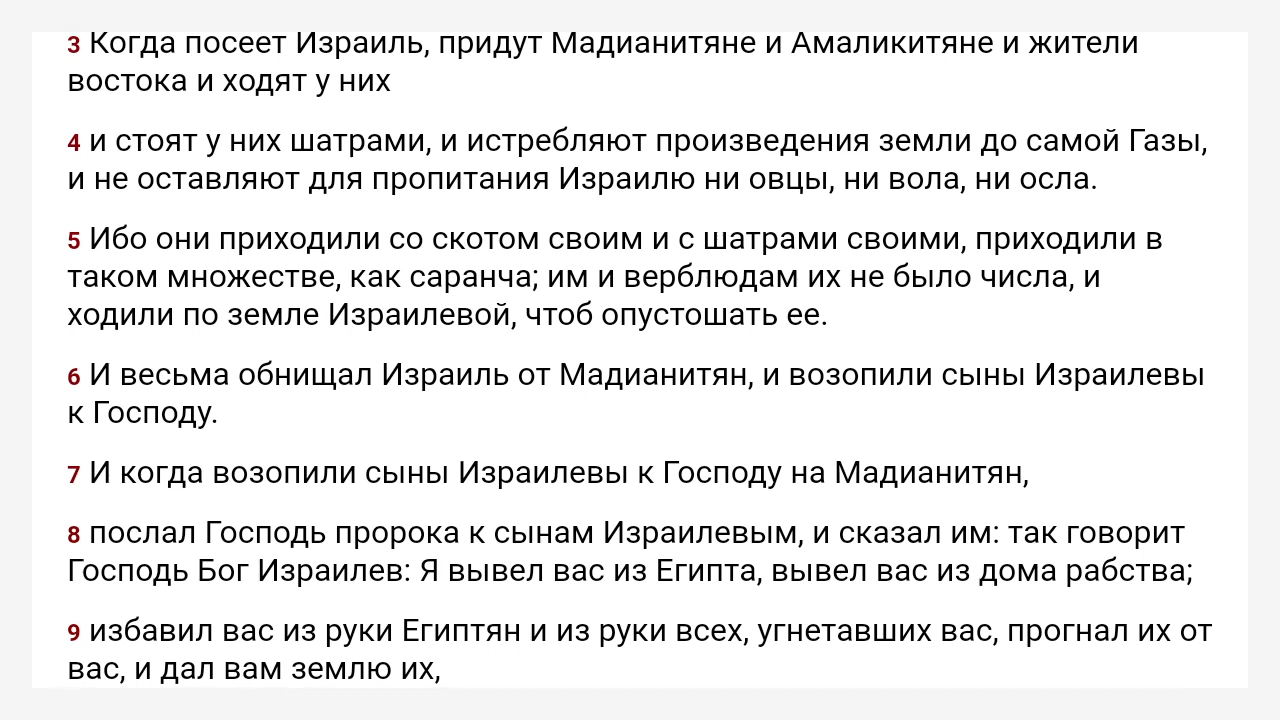 3 Когда посеет Израиль, придут Мадианитяне и Амаликитяне и жители
востока и ходят у них
4 и стоят у них шатрами, и истребляют произведения земли до самой Газы,
и не оставляют для пропитания Израилю ни овцы, ни вола, ни осла.
5 Ибо они приходили со скотом своим и с шатрами своими, приходили в
таком множестве, как саранча; им и верблюдам их не было числа, и
ходили по земле Израилевой, чтоб опустошать ее.
6 И весьма обнищал Израиль от Мадианитян, и возопили сыны Израилевы
к Господу.
7 И когда возопили сыны Израилевы к Господу на Мадианитян,
8 послал Господь пророка к сынам Израилевым, и сказал им: так говорит
Господь Бог Израилев: Я вывел вас из Египта, вывел вас из дома рабства;
9 избавил вас из руки Египтян и из руки всех, угнетавших вас, прогнал их от
вас, и дал вам землю их,